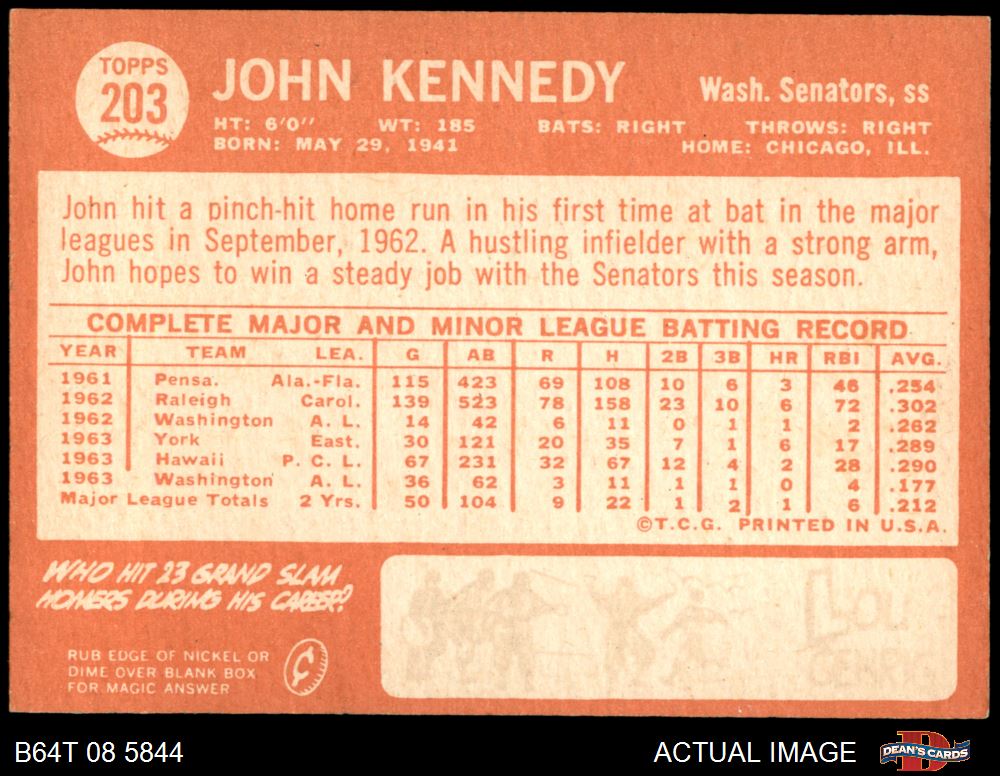 TOPPS
203
JOHN KENNEDY
Wash. Senators, ss
HT: 6'0" WT: 185 BATS: RIGHT THROWS: RIGHT
BORN: MAY 29, 1941 HOME: CHICAGO, ILL.
John hit a pinch-hit home run in his first time at bat in the major
leagues in September, 1962. A hustling infielder with a strong arm,
John hopes to win a steady job with the Senators this season.
COMPLETE MAJOR AND MINOR LEAGUE BATTING RECORD
YEAR TEAM LEA. G AB R H 2B 3B HR RBI AVG.
1961 Pensa. Ala.-Fla. 115 423 69 108 10 6 3 46 .254
1962 Raleigh Carol. 139 523 78 158 23 10 6 72 .302
1962 Washington A. L. 14 42 6 11 0 1 1 2 .262
1963 York East. 30 121 20 35 7 1 6 17 .289
1963 Hawaii P. C. L. 67 231 32 67 12 4 2 28 .290
1963 Washington A. L. 36 62 3 11 1 1 0 4 .177
Major League Totals 2 Yrs. 50 104 9 22 1 2 1 6 .212
©T.C.G. PRINTED IN U.S.A.
WHO HIT 23 GRAND SLAM
HOMERS DURING HIS CAREER?
RUB EDGE OF NICKEL OR
DIME OVER BLANK BOX
FOR MAGIC ANSWER
LOU
GEHRIG
B64T 08 5844
ACTUAL IMAGE
DEAN'S CARDS